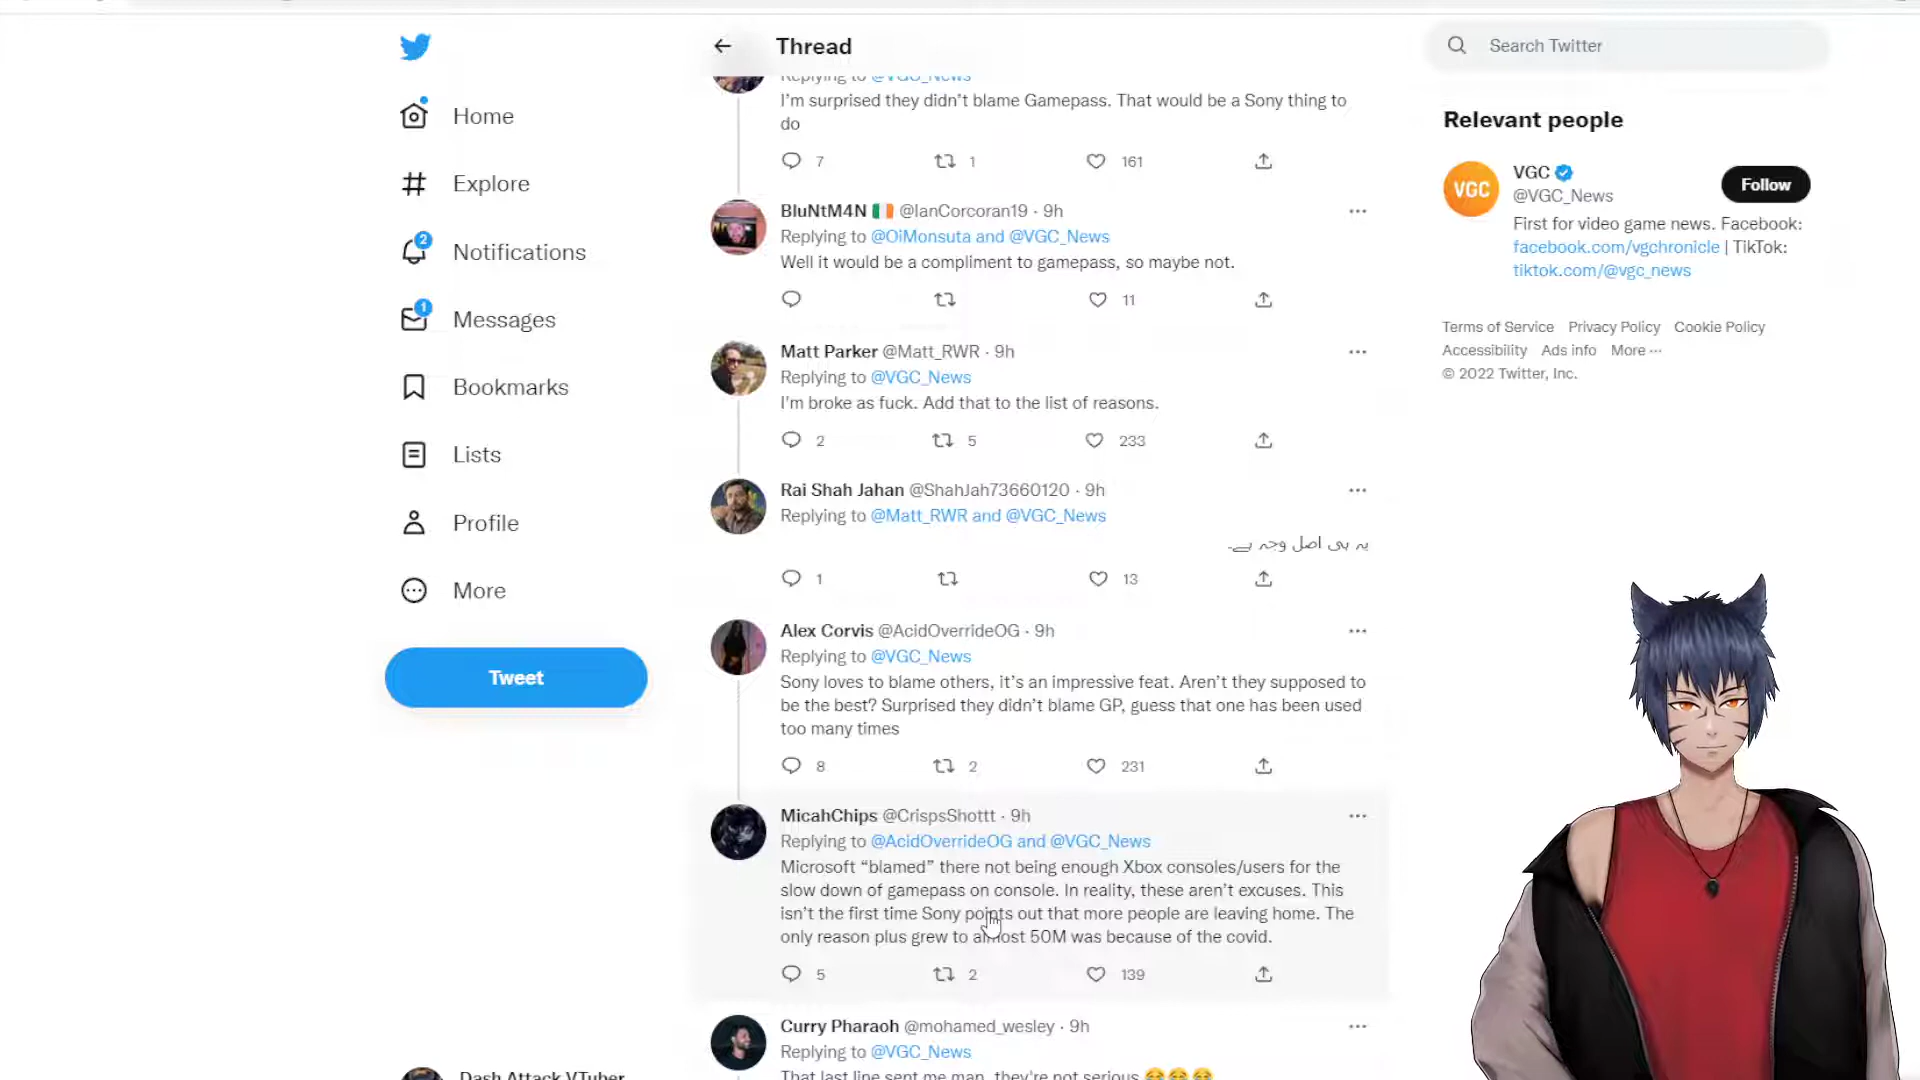 Home
Explore
2
Notifications
1
Messages
Bookmarks
Lists
Profile
More
Tweet
Dash Attack VTuber
Thread
Replying to @VGC_News
I'm surprised they didn't blame Gamepass. That would be a Sony thing to
do
7 1 161
BluNtM4N 🇮🇪 @IanCorcoran19 · 9h
Replying to @OiMonsuta and @VGC_News
Well it would be a compliment to gamepass, so maybe not.
11
Matt Parker @Matt_RWR · 9h
Replying to @VGC_News
I'm broke as fuck. Add that to the list of reasons.
2 5 233
Rai Shah Jahan @ShahJah73660120 · 9h
Replying to @Matt_RWR and @VGC_News
یہ ہی اصل وجہ ہے۔
1 13
Alex Corvis @AcidOverrideOG · 9h
Replying to @VGC_News
Sony loves to blame others, it's an impressive feat. Aren't they supposed to
be the best? Surprised they didn't blame GP, guess that one has been used
too many times
8 2 231
MicahChips @CrispsShottt · 9h
Replying to @AcidOverrideOG and @VGC_News
Microsoft “blamed” there not being enough Xbox consoles/users for the
slow down of gamepass on console. In reality, these aren't excuses. This
isn't the first time Sony points out that more people are leaving home. The
only reason plus grew to almost 50M was because of the covid.
5 2 139
Curry Pharaoh @mohamed_wesley · 9h
Replying to @VGC_News
That last line sent me man, they're not serious 😂😂😂
Search Twitter
Relevant people
VGC
VGC
@VGC_News
Follow
First for video game news. Facebook:
facebook.com/vgchronicle | TikTok:
tiktok.com/@vgc_news
Terms of Service Privacy Policy Cookie Policy
Accessibility Ads info More ···
© 2022 Twitter, Inc.